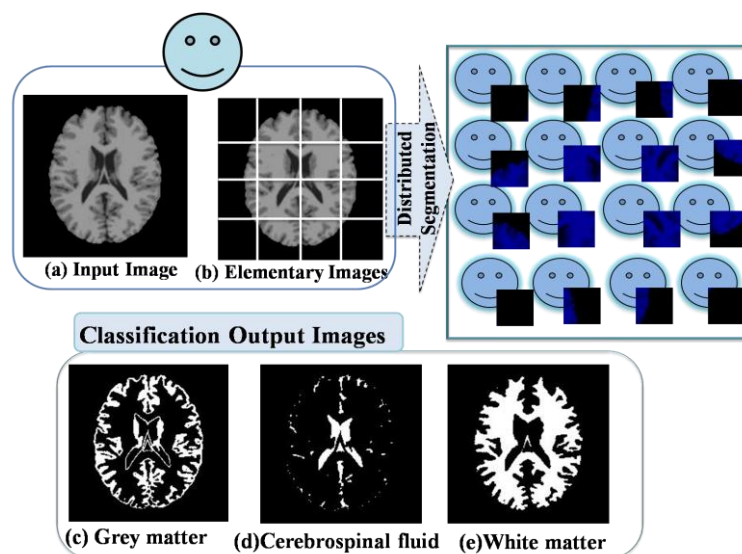 (a) Input Image
(b) Elementary Images
Distributed
Segmentation
Classification Output Images
(c) Grey matter
(d)Cerebrospinal fluid
(e)White matter